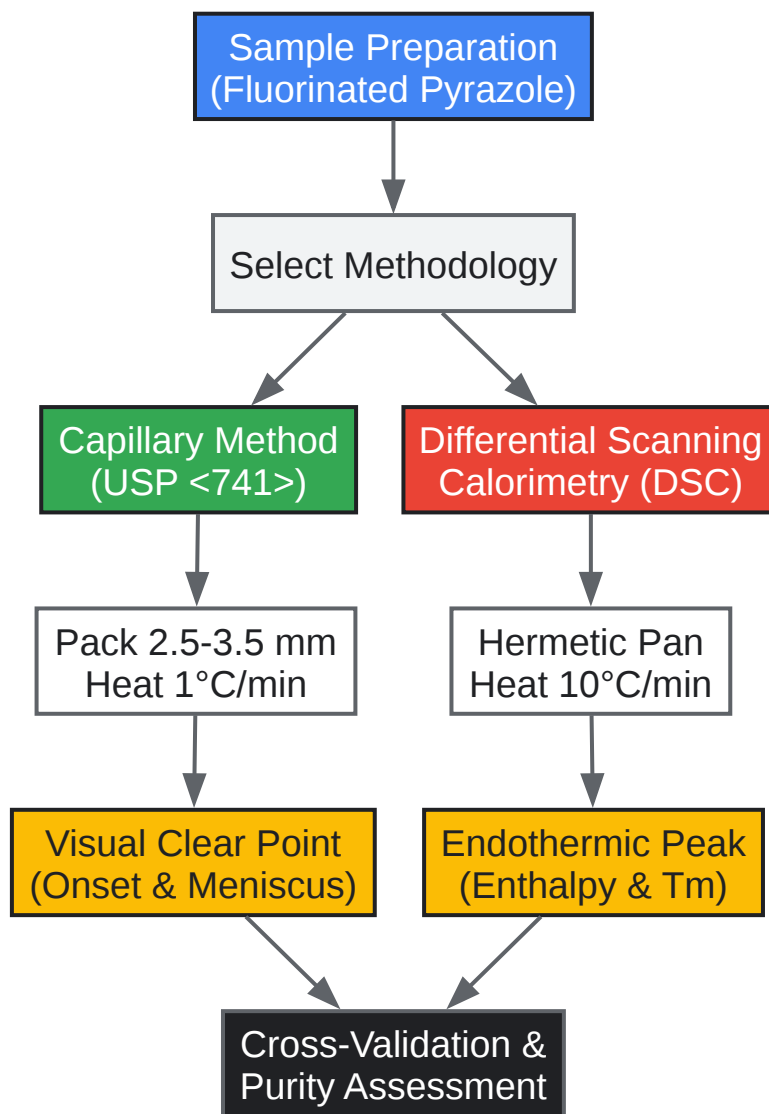 Sample Preparation
(Fluorinated Pyrazole)
Select Methodology
Capillary Method
(USP <741>)
Differential Scanning
Calorimetry (DSC)
Pack 2.5-3.5 mm
Heat 1°C/min
Hermetic Pan
Heat 10°C/min
Visual Clear Point
(Onset & Meniscus)
Endothermic Peak
(Enthalpy & Tm)
Cross-Validation &
Purity Assessment